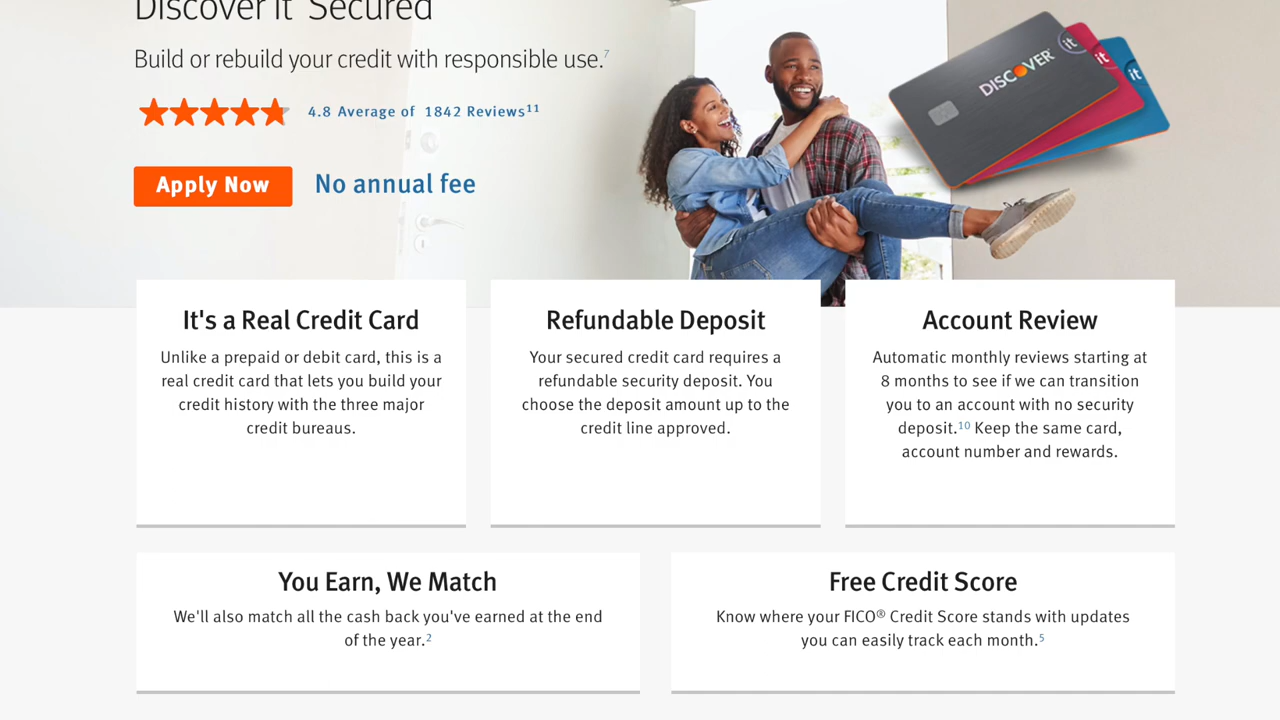 Discover it Secured
Build or rebuild your credit with responsible use.7
4.8 Average of 1842 Reviews11
Apply Now
No annual fee
DISCOVER
it
it
it
It's a Real Credit Card
Unlike a prepaid or debit card, this is a
real credit card that lets you build your
credit history with the three major
credit bureaus.
Refundable Deposit
Your secured credit card requires a
refundable security deposit. You
choose the deposit amount up to the
credit line approved.
Account Review
Automatic monthly reviews starting at
8 months to see if we can transition
you to an account with no security
deposit.10 Keep the same card,
account number and rewards.
You Earn, We Match
We'll also match all the cash back you've earned at the end
of the year.2
Free Credit Score
Know where your FICO® Credit Score stands with updates
you can easily track each month.5